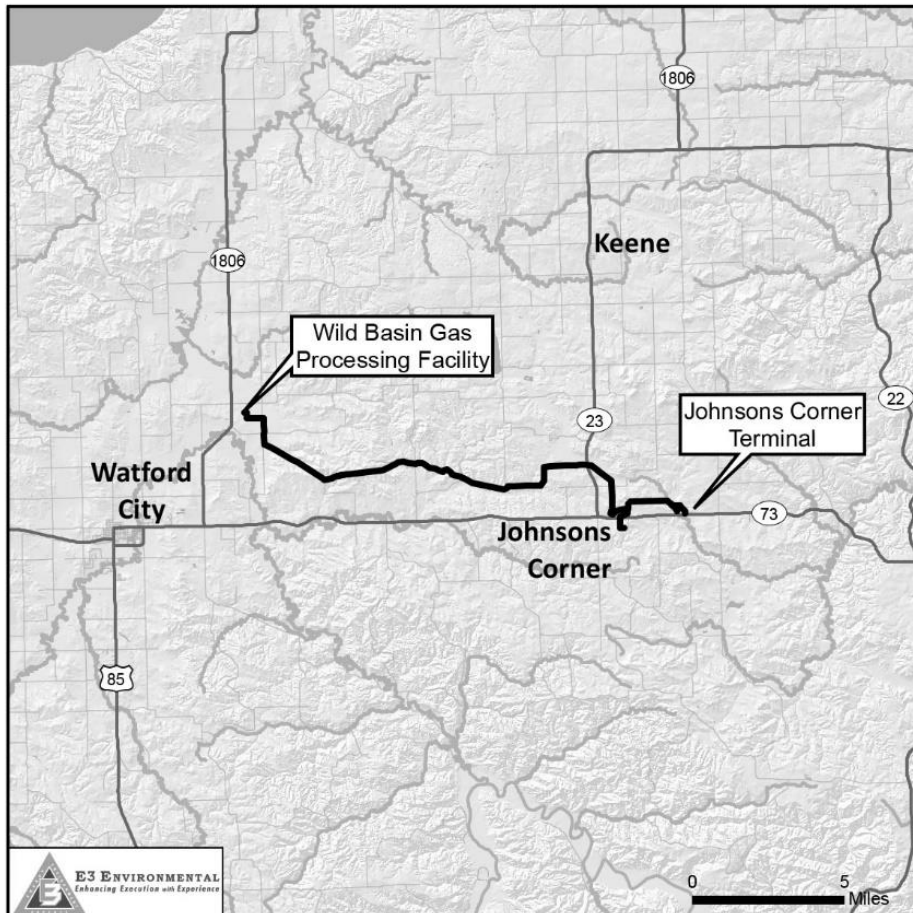 1806
1806
Keene
Wild Basin Gas
Processing Facility
Johnsons Corner
Terminal
22
23
Watford
City
73
Johnsons
Corner
85
E3
E3 ENVIRONMENTAL
Enhancing Execution with Experience
0 5
Miles